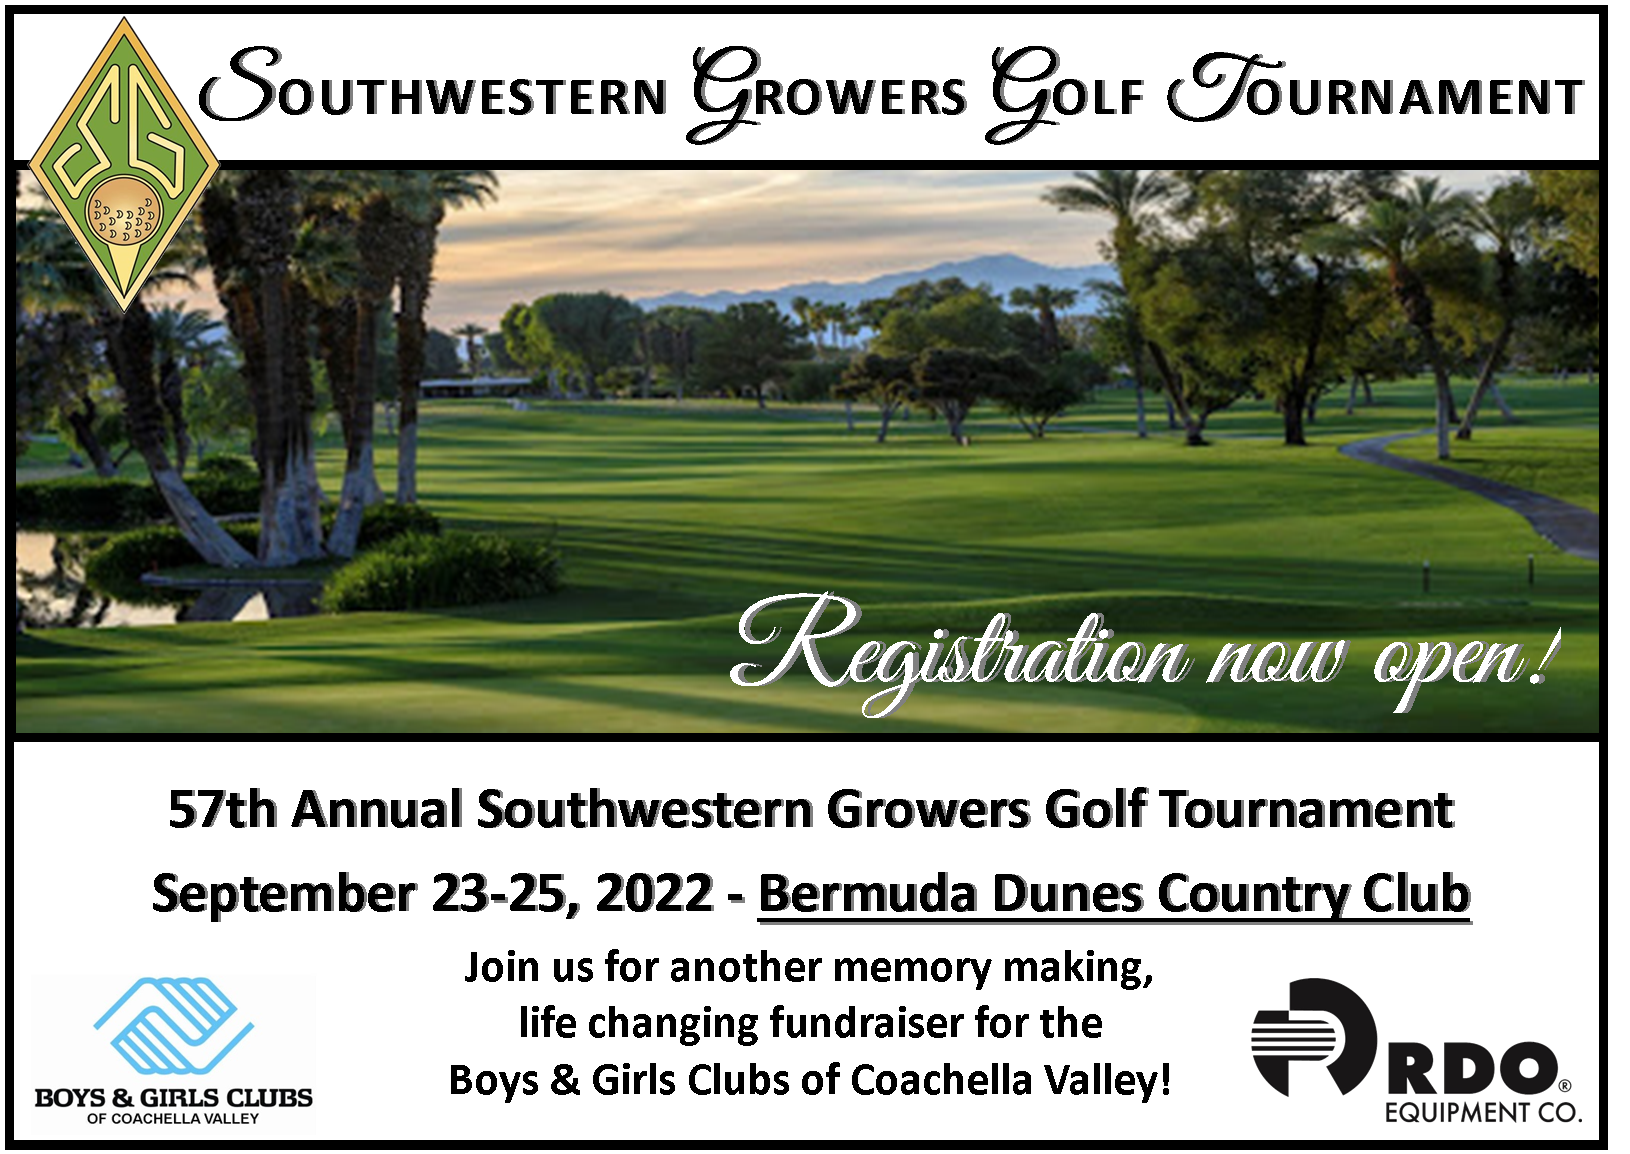 Southwestern Growers Golf Tournament
SG
Registration now open!
57th Annual Southwestern Growers Golf Tournament
September 23-25, 2022 - Bermuda Dunes Country Club
Join us for another memory making,
life changing fundraiser for the
Boys & Girls Clubs of Coachella Valley!
BOYS & GIRLS CLUBS
OF COACHELLA VALLEY
RDO®
EQUIPMENT CO.